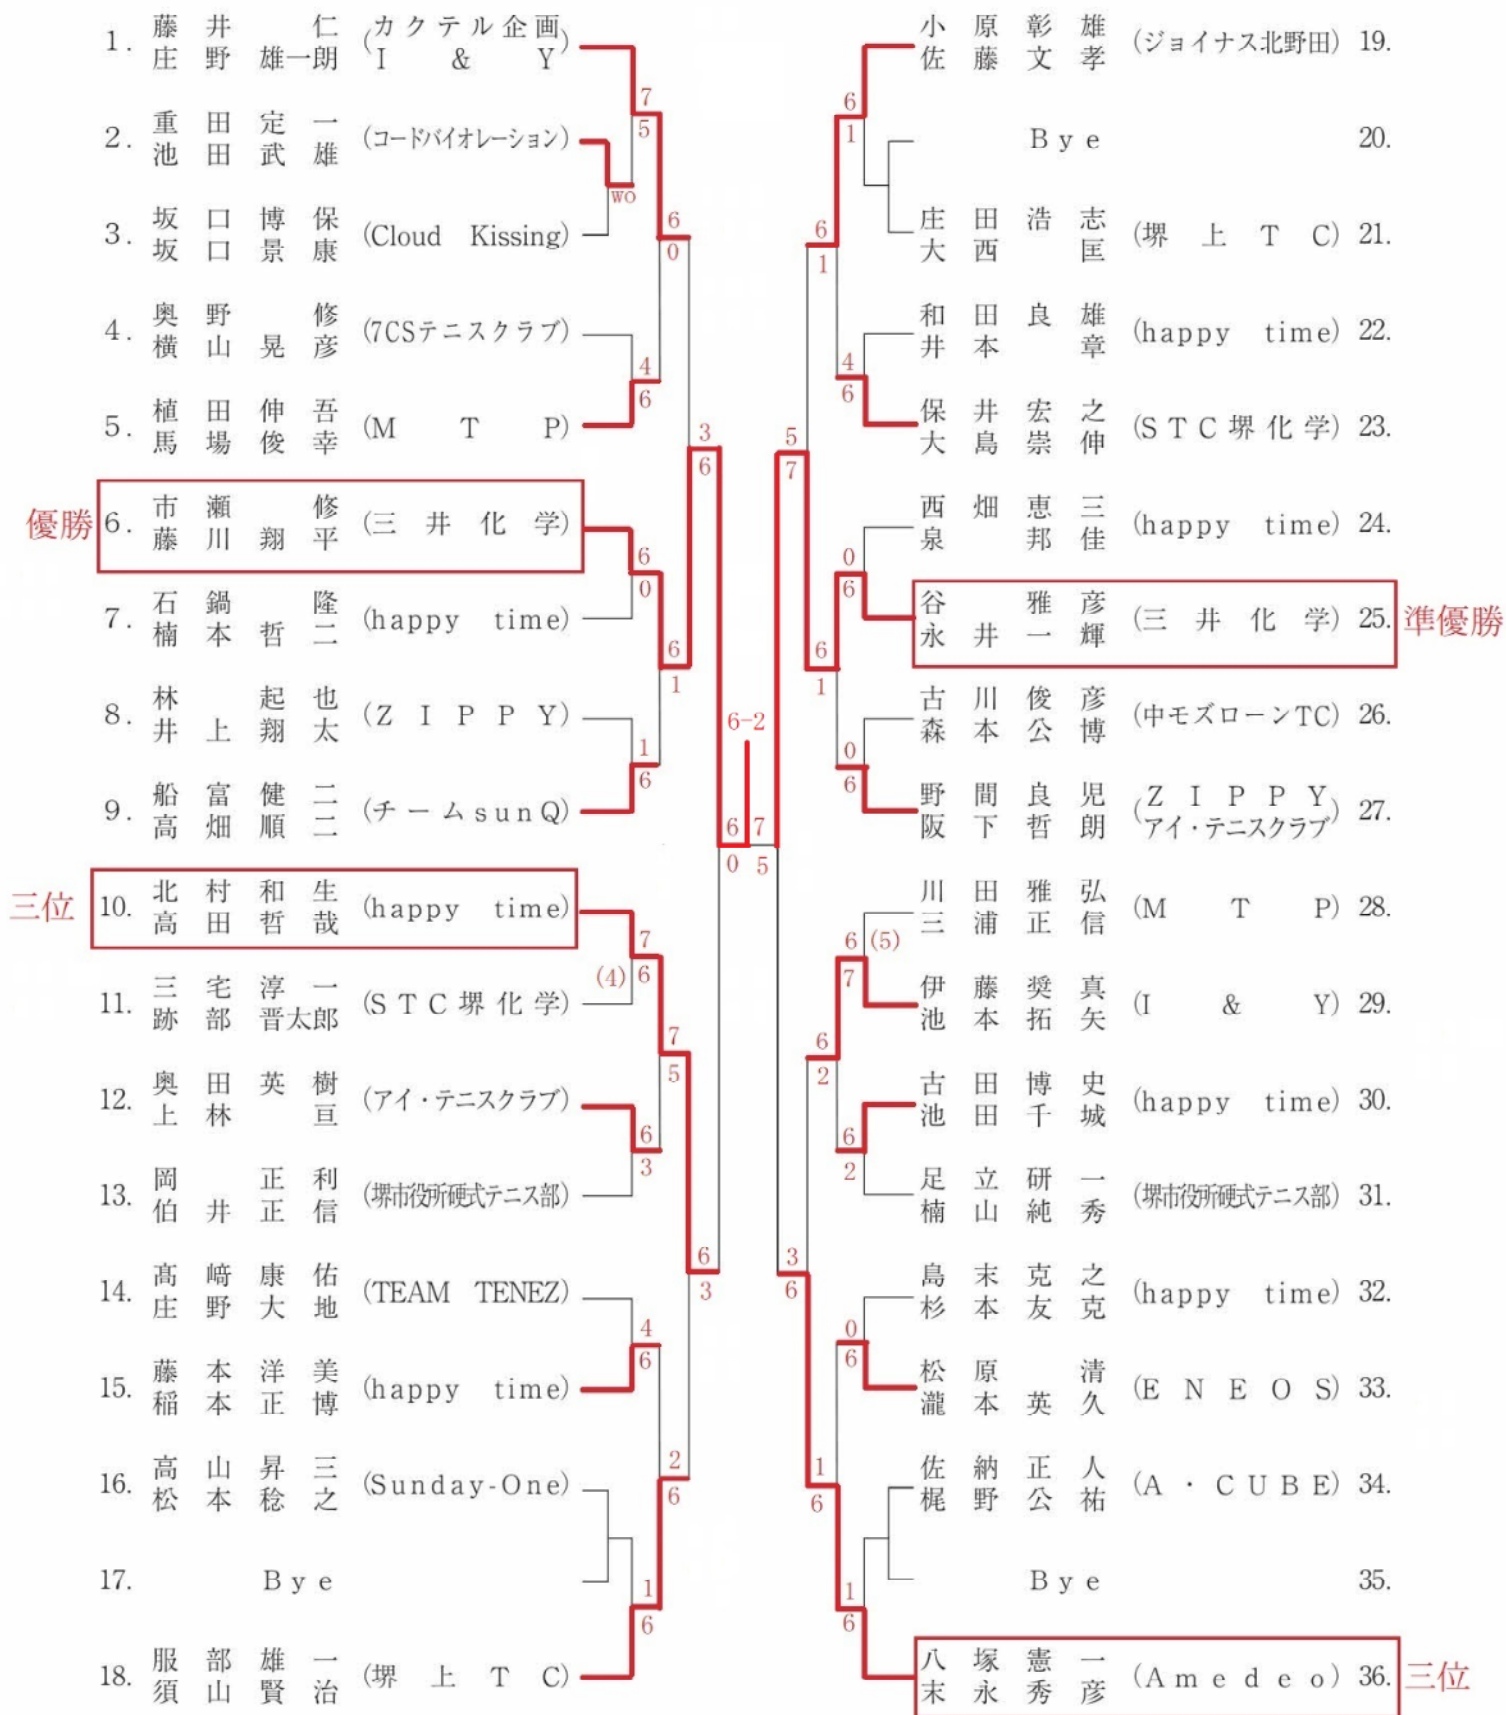 1. 藤井 仁 (カクテル企画)
庄野雄一朗 (I & Y)
7
5
2. 重田定一 (コードバイオレーション)
池田武雄
wo
3. 坂口博保 (Cloud Kissing)
坂口景康
6
0
4. 奥野 修 (7CSテニスクラブ)
横山晃彦
4
6
5. 植田伸吾 (MTP)
馬場俊幸
3
6
優勝 6. 市瀬 修 (三井化学)
藤川翔平
6
0
7. 石鍋 隆 (happy time)
楠本哲二
6
1
8. 林 起也 (ZIPPY)
井上翔太
1
6
9. 船富健二 (チームsunQ)
高畑順二
6-2
6 7
0 5
三位 10. 北村和生 (happy time)
高田哲哉
7
(4) 6
11. 三宅淳一 (STC堺化学)
跡部晋太郎
7
5
12. 奥田英樹 (アイ・テニスクラブ)
上林 亘
6
3
13. 岡 正利 (堺市役所硬式テニス部)
伯井正信
6
3
14. 髙﨑康佑 (TEAM TENEZ)
庄野大地
4
6
15. 藤本洋美 (happy time)
稲本正博
2
6
16. 高山昇三 (Sunday-One)
松本稔之
17. Bye
1
6
18. 服部雄一 (堺上TC)
須山賢治
小原彰雄 (ジョイナス北野田) 19.
佐藤文孝
6
1
Bye 20.
庄田浩志 (堺上TC) 21.
大西 匡
6
1
和田良雄 (happy time) 22.
井本 章
4
6
保井宏之 (STC堺化学) 23.
大島崇伸
5
7
西畑恵三 (happy time) 24.
泉 邦佳
0
6
谷 雅彦 (三井化学) 25. 準優勝
永井一輝
6
1
古川俊彦 (中モズローンTC) 26.
森本公博
0
6
野間良児 (ZIPPY) 27.
阪下哲朗 (アイ・テニスクラブ)
川田雅弘 (MTP) 28.
三浦正信
6 (5)
7
伊藤奨真 (I & Y) 29.
池本拓矢
6
2
古田博史 (happy time) 30.
池田千城
6
2
足立研一 (堺市役所硬式テニス部) 31.
楠山純秀
3
6
島末克之 (happy time) 32.
杉本友克
0
6
松原 清 (ENEOS) 33.
瀧本英久
1
6
佐納正人 (A・CUBE) 34.
梶野公祐
Bye 35.
1
6
八塚憲一 (Amedeo) 36. 三位
末永秀彦